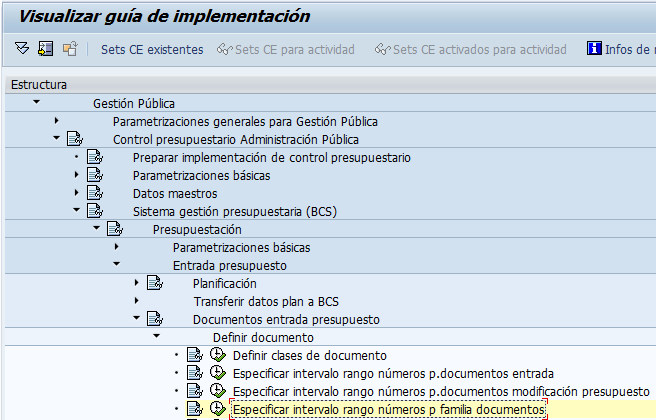 Visualizar guía de implementación
Sets CE existentes Sets CE para actividad Sets CE activados para actividad Infos de
Estructura
Gestión Pública
Parametrizaciones generales para Gestión Pública
Control presupuestario Administración Pública
Preparar implementación de control presupuestario
Parametrizaciones básicas
Datos maestros
Sistema gestión presupuestaria (BCS)
Presupuestación
Parametrizaciones básicas
Entrada presupuesto
Planificación
Transferir datos plan a BCS
Documentos entrada presupuesto
Definir documento
Definir clases de documento
Especificar intervalo rango números p.documentos entrada
Especificar intervalo rango números p.documentos modificación presupuesto
Especificar intervalo rango números p familia documentos